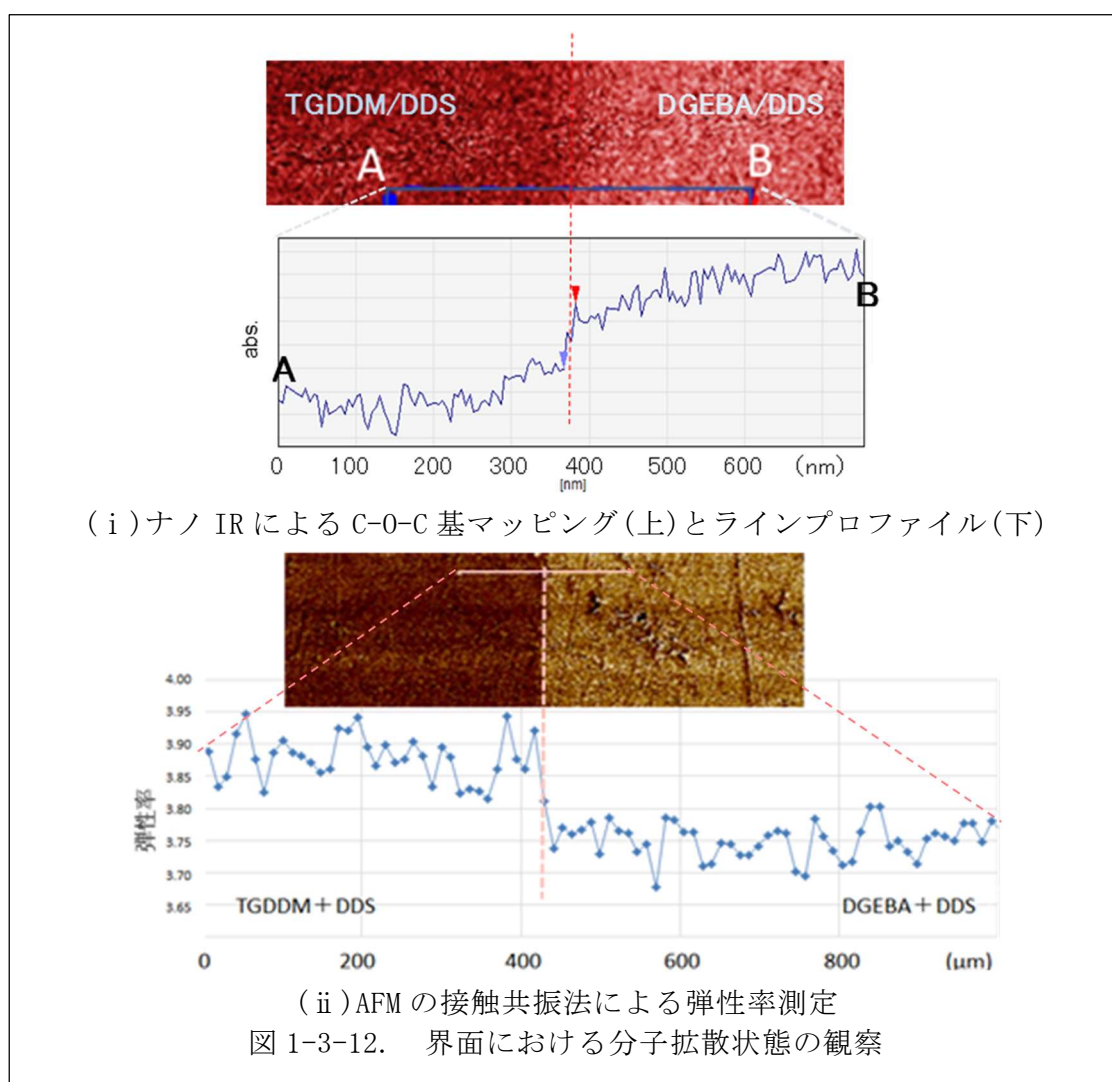 TGDDM/DDS DGEBA/DDS
A B
abs.
A B
0 100 200 300 400 500 600 (nm)
[nm]
(ⅰ)ナノ IR による C-O-C 基マッピング(上)とラインプロファイル(下)
4.00
3.95
3.90
3.85
3.80
3.75
3.70
3.65
弾性率
TGDDM+DDS DGEBA+DDS
0 200 400 600 800 (μm)
(ⅱ)AFM の接触共振法による弾性率測定
図 1-3-12. 界面における分子拡散状態の観察